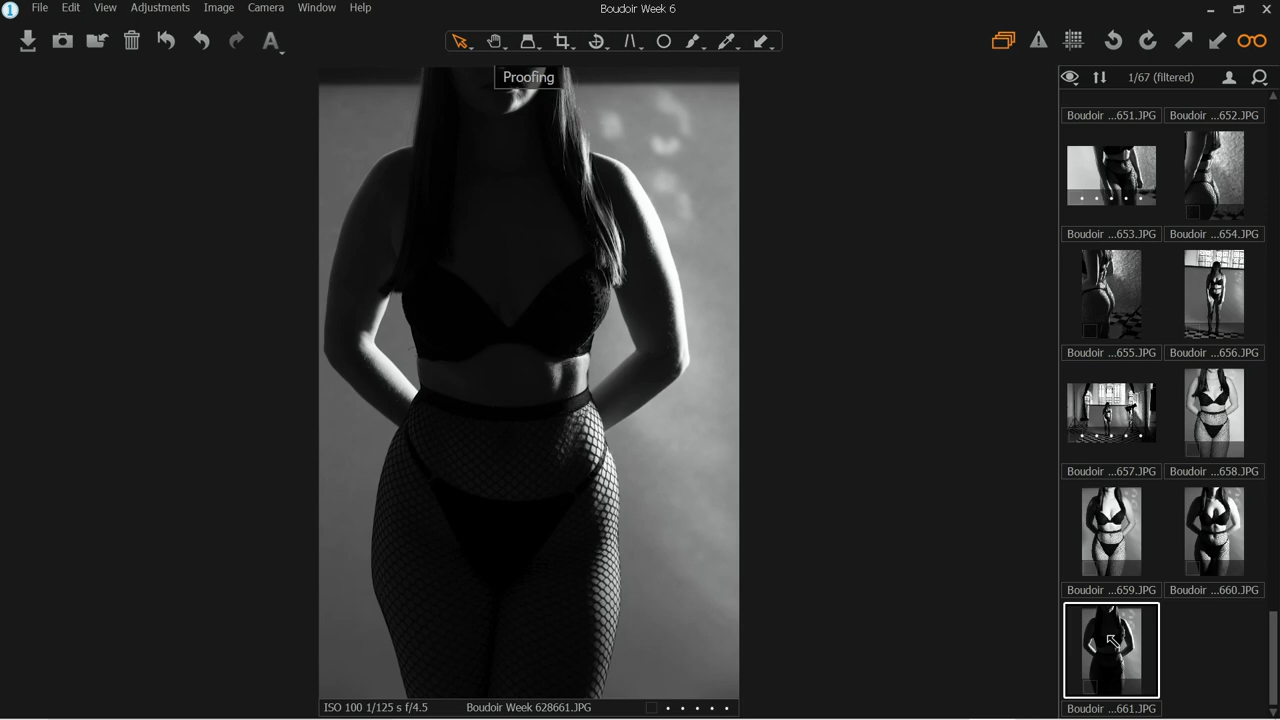 1 File Edit View Adjustments Image Camera Window Help Boudoir Week 6
A
Proofing
1/67 (filtered)
Boudoir ...651.JPG Boudoir ...652.JPG
Boudoir ...653.JPG Boudoir ...654.JPG
Boudoir ...655.JPG Boudoir ...656.JPG
Boudoir ...657.JPG Boudoir ...658.JPG
Boudoir ...659.JPG Boudoir ...660.JPG
Boudoir ...661.JPG
ISO 100 1/125 s f/4.5 Boudoir Week 628661.JPG